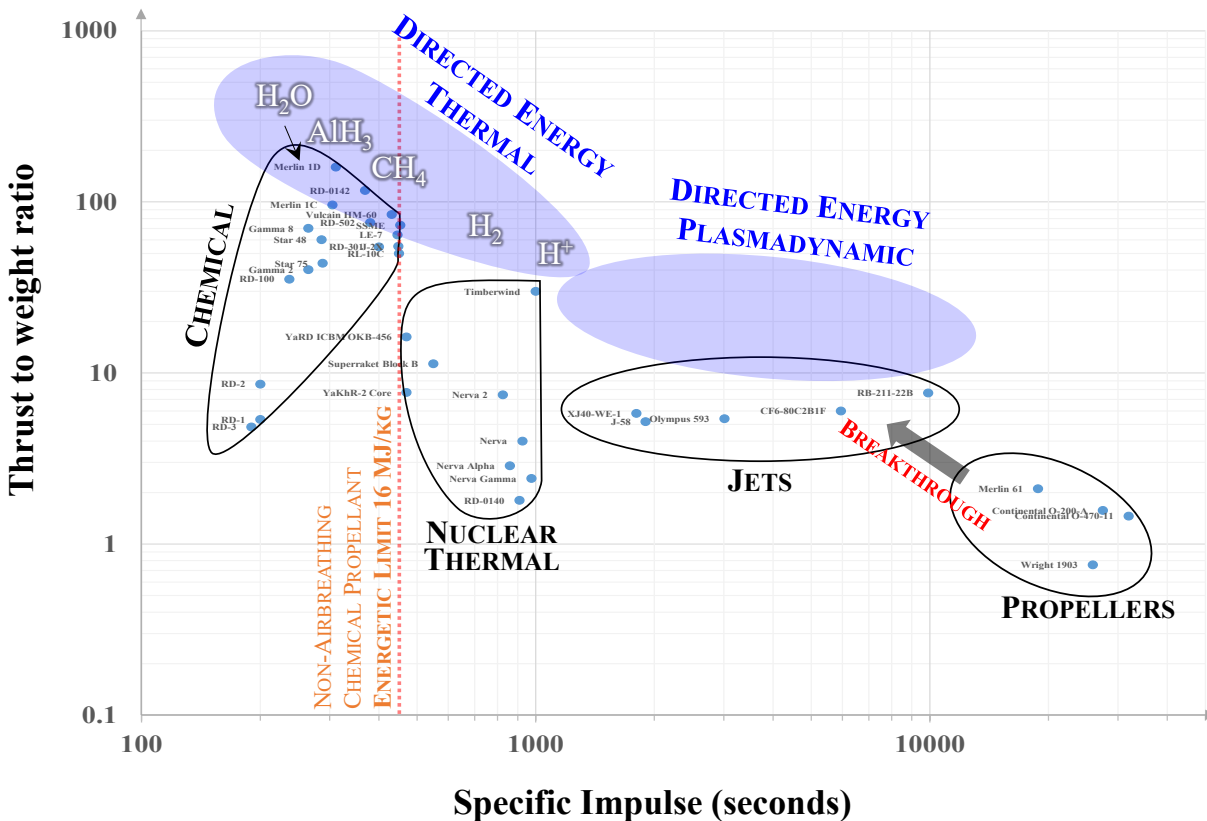 1000
100
10
1
0.1
Thrust to weight ratio
100
1000
10000
Specific Impulse (seconds)
DIRECTED ENERGY
THERMAL
DIRECTED ENERGY
PLASMADYNAMIC
H₂O
AlH₃
CH₄
H₂
H⁺
CHEMICAL
Merlin 1D
RD-0142
Merlin 1C
Vulcain HM-60
RD-502
SSME
Gamma 8
LE-7
Star 48
RD-301
J-2S
RL-10C
Star 75
Gamma 2
RD-100
RD-2
RD-1
RD-3
Timberwind
YaRD ICBM OKB-456
Superraket Block B
YaKhR-2 Core
Nerva 2
Nerva
Nerva Alpha
Nerva Gamma
RD-0140
NUCLEAR
THERMAL
RB-211-22B
XJ40-WE-1
CF6-80C2B1F
J-58
Olympus 593
JETS
BREAKTHROUGH
Merlin 61
Continental O-200-A
Continental O-470-11
Wright 1903
PROPELLERS
NON-AIRBREATHING
CHEMICAL PROPELLANT
ENERGETIC LIMIT 16 MJ/KG